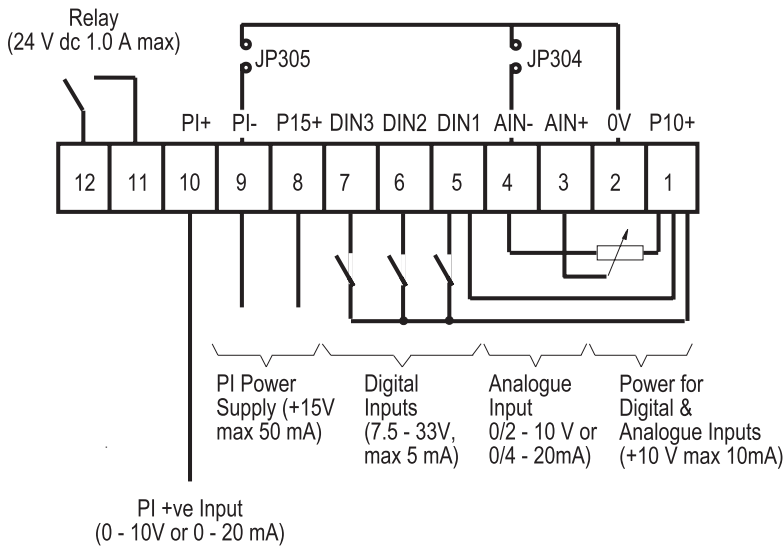 Relay
(24 V dc 1.0 A max)
JP305
JP304
PI+ PI- P15+ DIN3 DIN2 DIN1 AIN- AIN+ 0V P10+
12 11 10 9 8 7 6 5 4 3 2 1
PI Power
Supply (+15V
max 50 mA)
Digital
Inputs
(7.5 - 33V,
max 5 mA)
Analogue
Input
0/2 - 10 V or
0/4 - 20mA)
Power for
Digital &
Analogue Inputs
(+10 V max 10mA)
PI +ve Input
(0 - 10V or 0 - 20 mA)